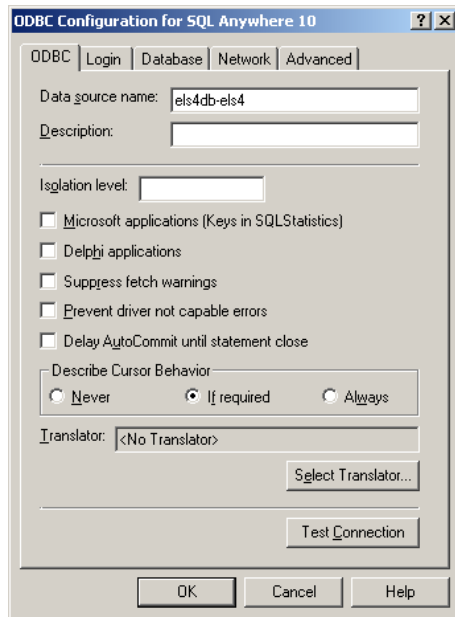 ODBC Configuration for SQL Anywhere 10
ODBC Login Database Network Advanced
Data source name: els4db-els4
Description:
Isolation level:
Microsoft applications (Keys in SQLStatistics)
Delphi applications
Suppress fetch warnings
Prevent driver not capable errors
Delay AutoCommit until statement close
Describe Cursor Behavior
Never If required Always
Translator: <No Translator>
Select Translator...
Test Connection
OK Cancel Help